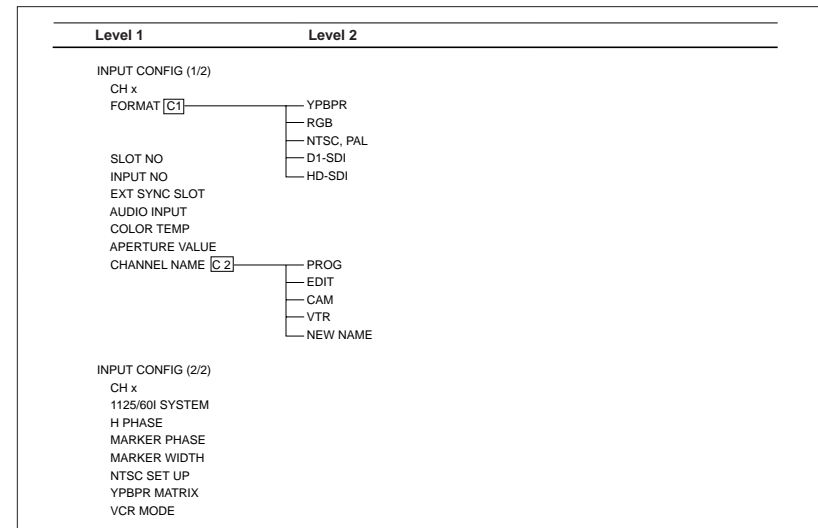 Level 1 Level 2
INPUT CONFIG (1/2)
CH x
FORMAT C1 YPBPR
RGB
NTSC, PAL
SLOT NO D1-SDI
INPUT NO HD-SDI
EXT SYNC SLOT
AUDIO INPUT
COLOR TEMP
APERTURE VALUE
CHANNEL NAME C 2 PROG
EDIT
CAM
VTR
NEW NAME
INPUT CONFIG (2/2)
CH x
1125/60I SYSTEM
H PHASE
MARKER PHASE
MARKER WIDTH
NTSC SET UP
YPBPR MATRIX
VCR MODE